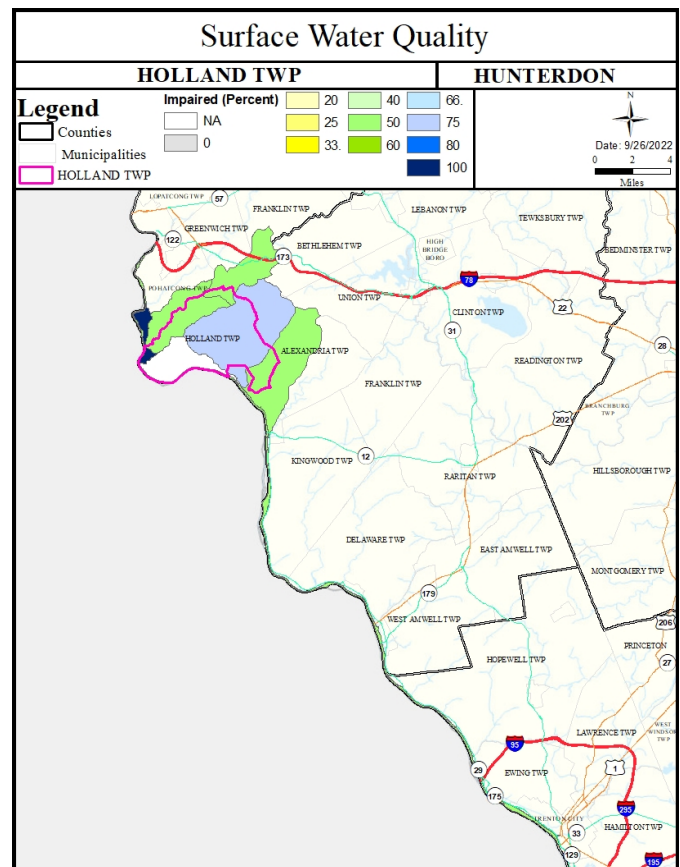 Surface Water Quality
HOLLAND TWP
HUNTERDON
Legend
Counties
Municipalities
HOLLAND TWP
Impaired (Percent)
NA
0
20
25
33.
40
50
60
66.
75
80
100
N
Date: 9/26/2022
0 2 4
Miles
LOPATCONG TWP
57
FRANKLIN TWP
LEBANON TWP
TEWKSBURY TWP
GREENWICH TWP
122
BETHLEHEM TWP
HIGH
BRIDGE
BORO
BEDMINSTER TWP
173
78
POHATCONG TWP
UNION TWP
CLINTON TWP
22
31
HOLLAND TWP
ALEXANDRIA TWP
28
READINGTON TWP
FRANKLIN TWP
BRANCHBURG
TWP
202
KINGWOOD TWP
12
HILLSBOROUGH TWP
RARITAN TWP
DELAWARE TWP
EAST AMWELL TWP
MONTGOMERY TWP
179
WEST AMWELL TWP
206
PRINCETON
HOPEWELL TWP
27
WEST
WINDSOR
TWP
LAWRENCE TWP
95
29
EWING TWP
1
175
295
TRENTON CITY
33
HAMILTON TWP
129
195